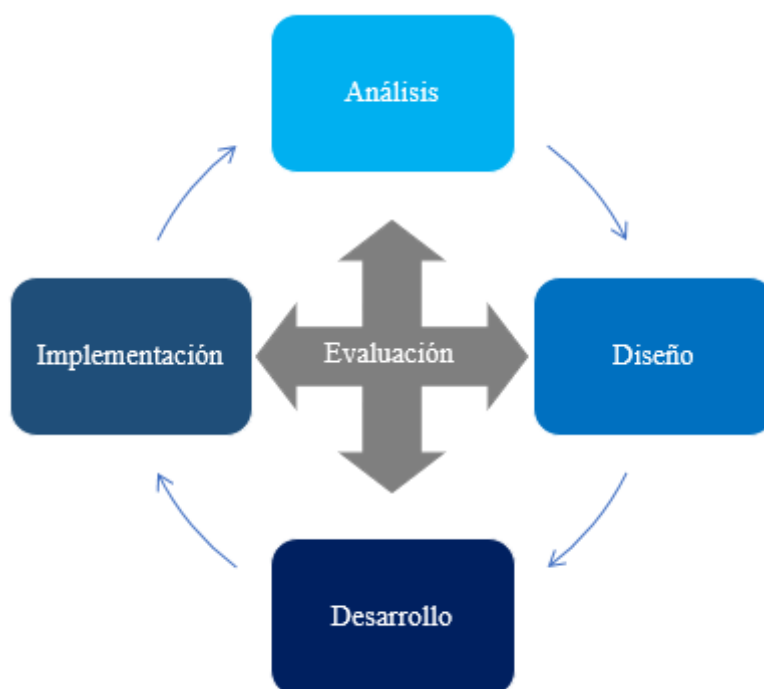 Análisis
Implementación
Evaluación
Diseño
Desarrollo